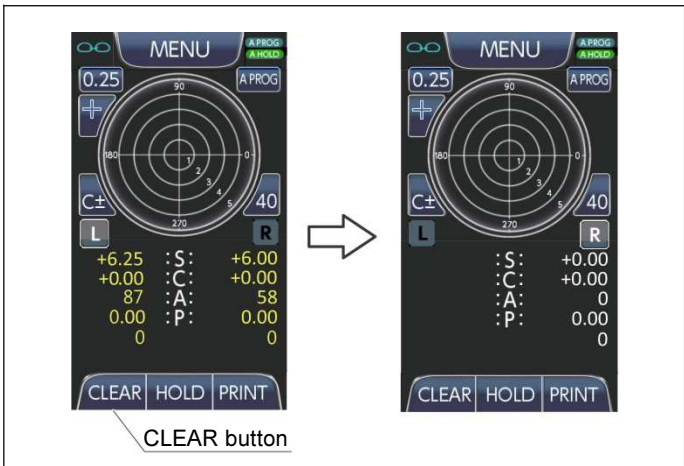 MENU
A PROG
A HOLD
0.25
A PROG
90
180
0
1
2
3
4
5
270
C±
40
L
R
+6.25 :S: +6.00
+0.00 :C: +0.00
87 :A: 58
0.00 :P: 0.00
0 0
CLEAR HOLD PRINT
CLEAR button
MENU
A PROG
A HOLD
0.25
A PROG
90
180
0
1
2
3
4
5
270
C±
40
L
R
:S: +0.00
:C: +0.00
:A: 0
:P: 0.00
0
CLEAR HOLD PRINT